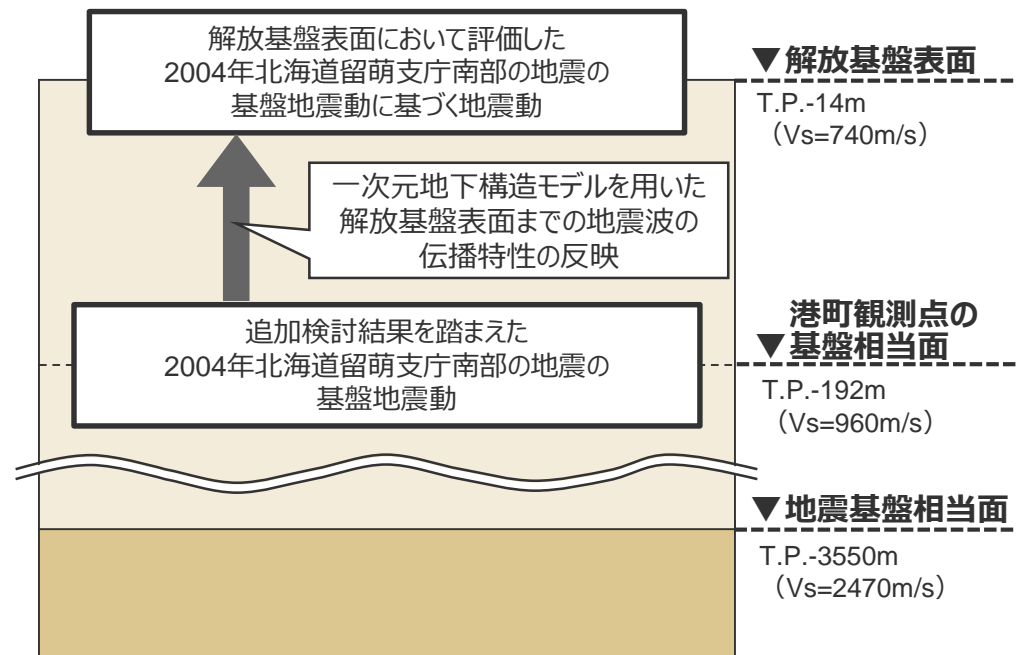 解放基盤表面において評価した
2004年北海道留萌支庁南部の地震の
基盤地震動に基づく地震動
▼解放基盤表面
T.P.-14m
（Vs=740m/s）
一次元地下構造モデルを用いた
解放基盤表面までの地震波の
伝播特性の反映
追加検討結果を踏まえた
2004年北海道留萌支庁南部の地震の
基盤地震動
港町観測点の
▼基盤相当面
T.P.-192m
（Vs=960m/s）
▼地震基盤相当面
T.P.-3550m
（Vs=2470m/s）